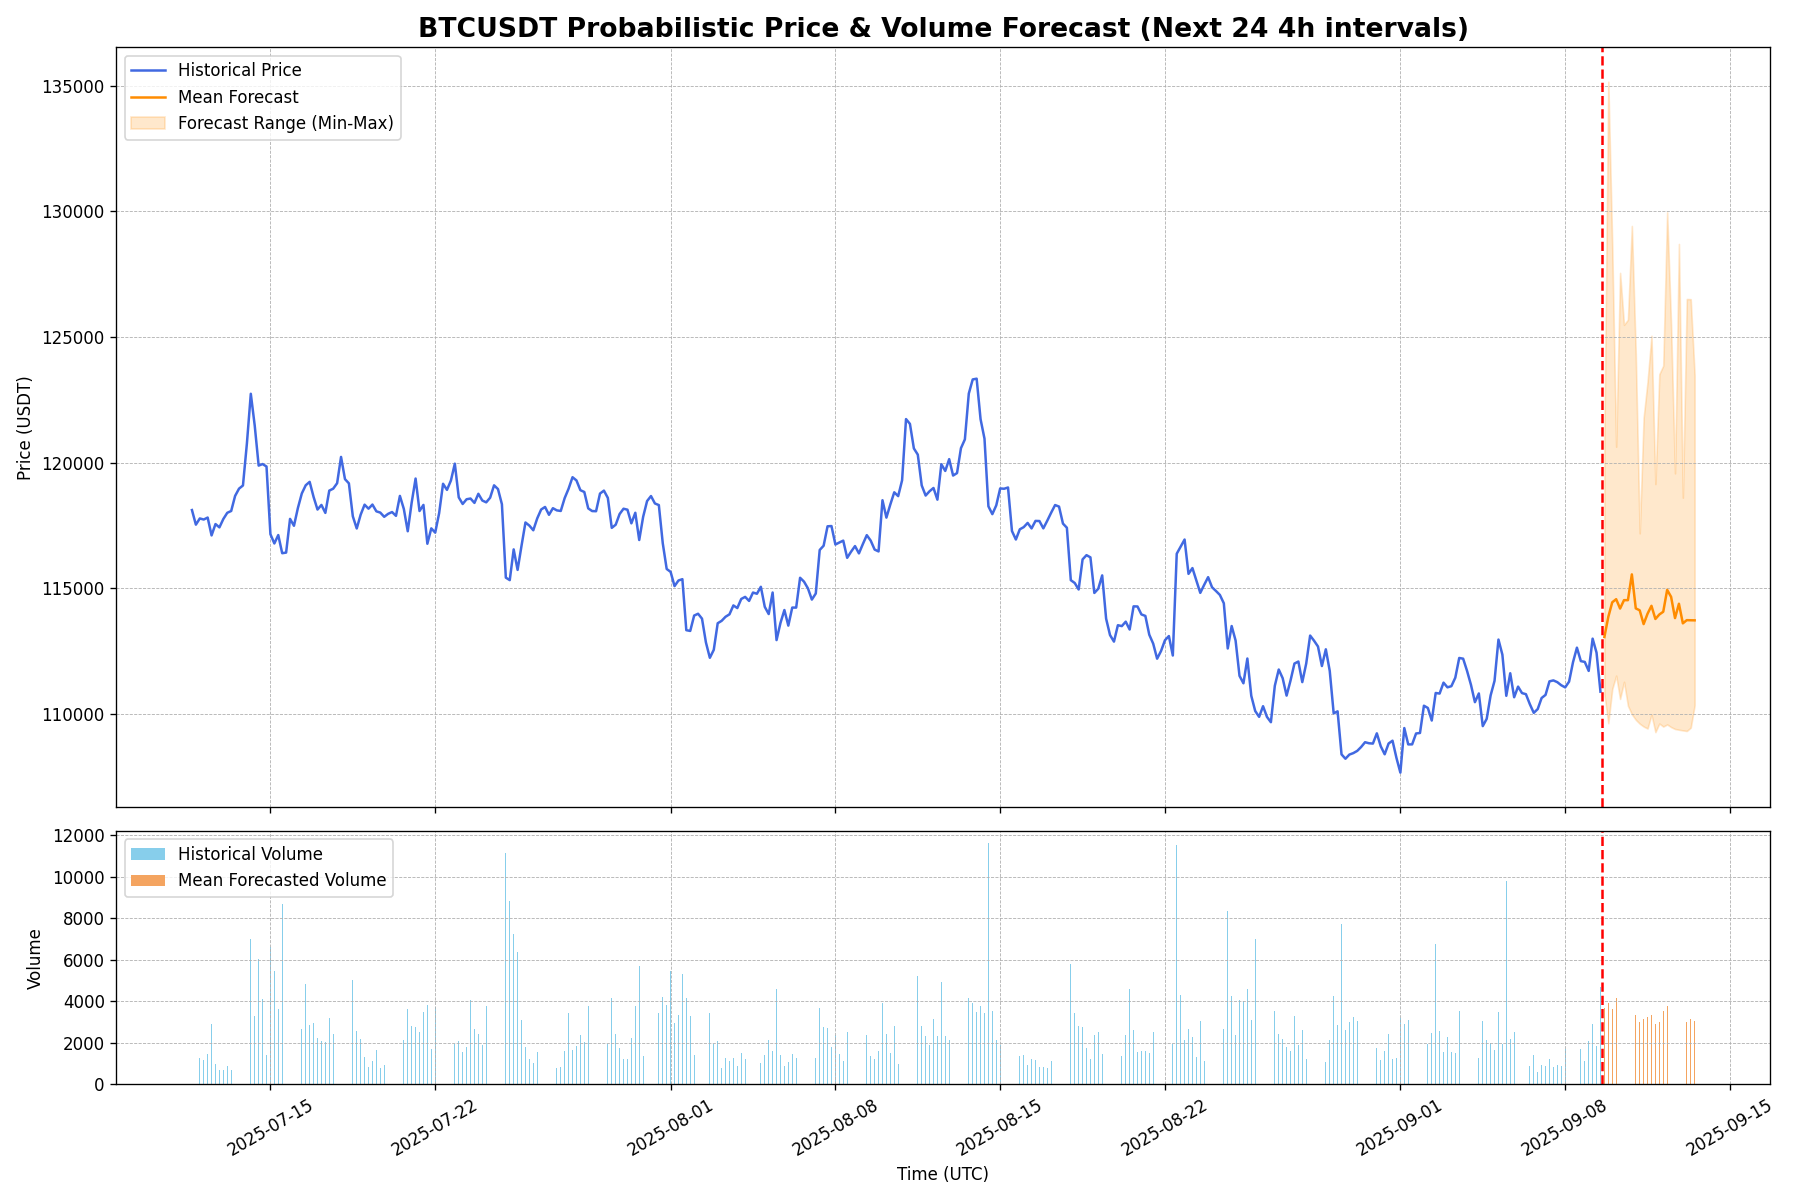 BTCUSDT Probabilistic Price & Volume Forecast (Next 24 4h intervals)
Historical Price
Mean Forecast
Forecast Range (Min-Max)
135000
130000
125000
120000
115000
110000
Price (USDT)
Historical Volume
Mean Forecasted Volume
12000
10000
8000
6000
4000
2000
0
Volume
2025-07-15
2025-07-22
2025-08-01
2025-08-08
2025-08-15
2025-08-22
2025-09-01
2025-09-08
2025-09-15
Time (UTC)